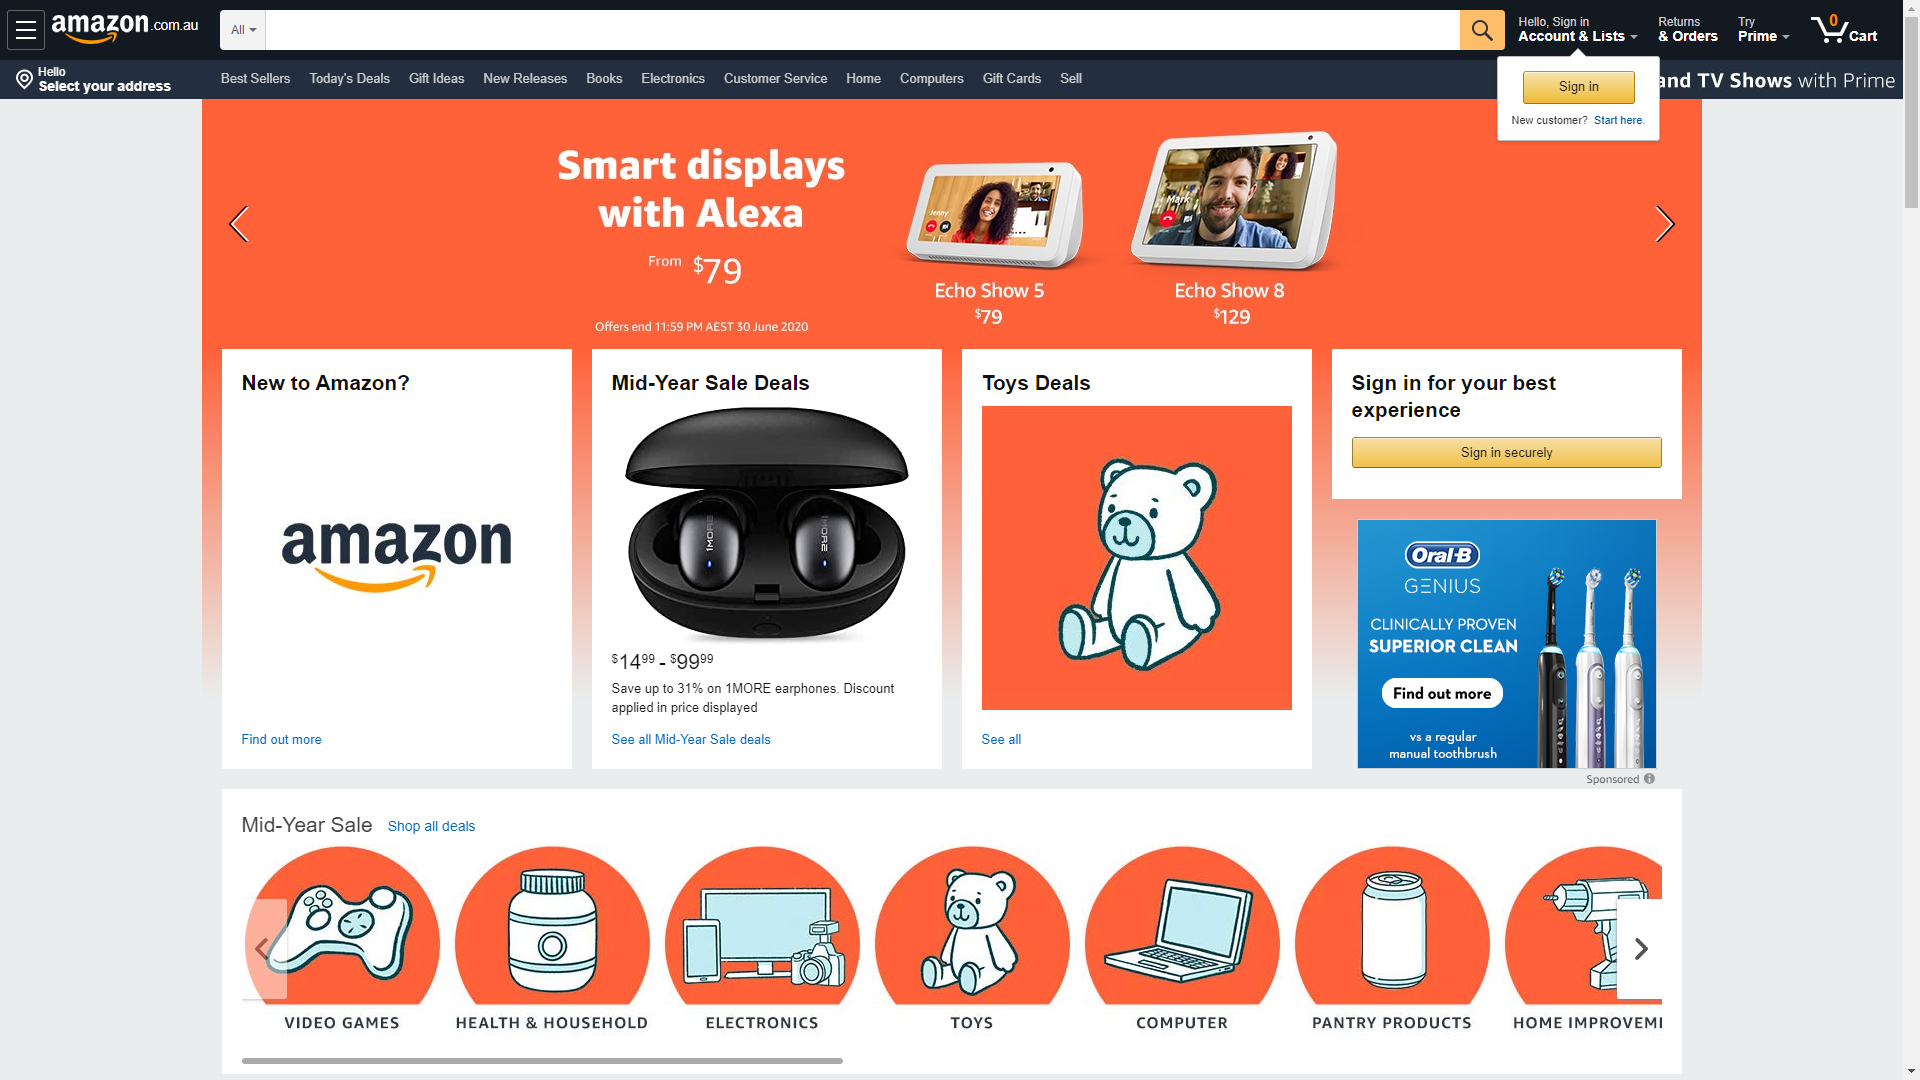 amazon.com.au
All
Hello, Sign in
Account & Lists
Returns
& Orders
Try
Prime
0
Cart
Hello
Select your address
Best Sellers
Today's Deals
Gift Ideas
New Releases
Books
Electronics
Customer Service
Home
Computers
Gift Cards
Sell
and TV Shows with Prime
Sign in
New customer? Start here.
Smart displays
with Alexa
From $79
Offers end 11:59 PM AEST 30 June 2020
Jenny
Mark
Echo Show 5
$79
Echo Show 8
$129
New to Amazon?
amazon
Find out more
Mid-Year Sale Deals
1MORE
1MORE
$14.99 - $99.99
Save up to 31% on 1MORE earphones. Discount
applied in price displayed
See all Mid-Year Sale deals
Toys Deals
See all
Sign in for your best
experience
Sign in securely
Oral-B
GENIUS
CLINICALLY PROVEN
SUPERIOR CLEAN
Find out more
vs a regular
manual toothbrush
Sponsored
Mid-Year Sale Shop all deals
VIDEO GAMES
HEALTH & HOUSEHOLD
ELECTRONICS
TOYS
COMPUTER
PANTRY PRODUCTS
HOME IMPROVEM